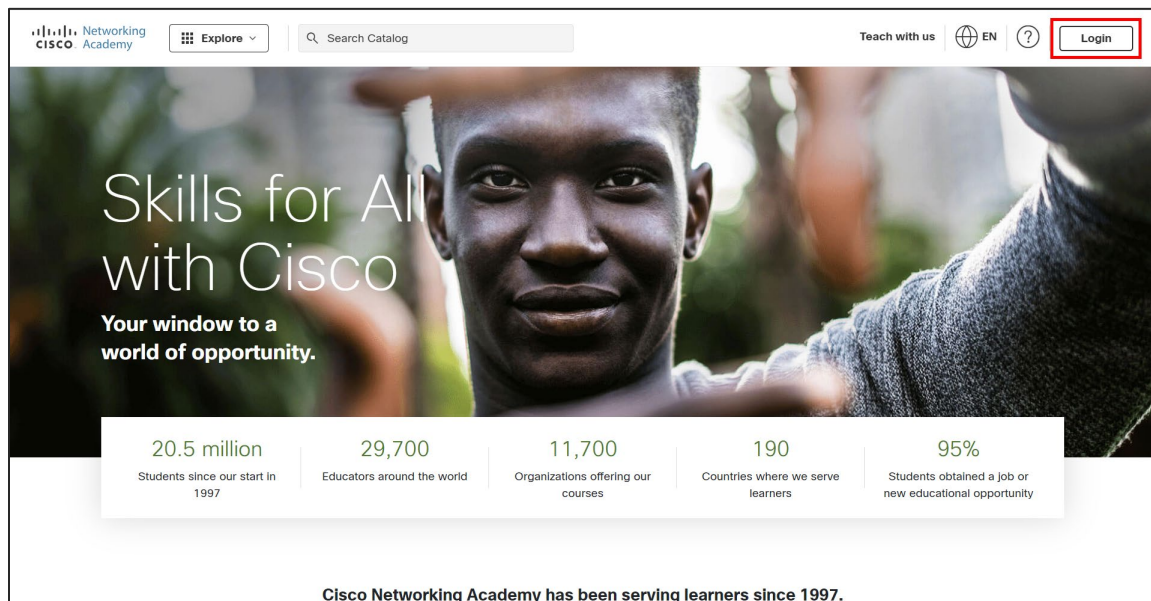 Networking
CISCO Academy
Explore
Search Catalog
Teach with us
EN
?
Login
Skills for All
with Cisco
Your window to a
world of opportunity.
20.5 million
Students since our start in
1997
29,700
Educators around the world
11,700
Organizations offering our
courses
190
Countries where we serve
learners
95%
Students obtained a job or
new educational opportunity
Cisco Networking Academy has been serving learners since 1997.